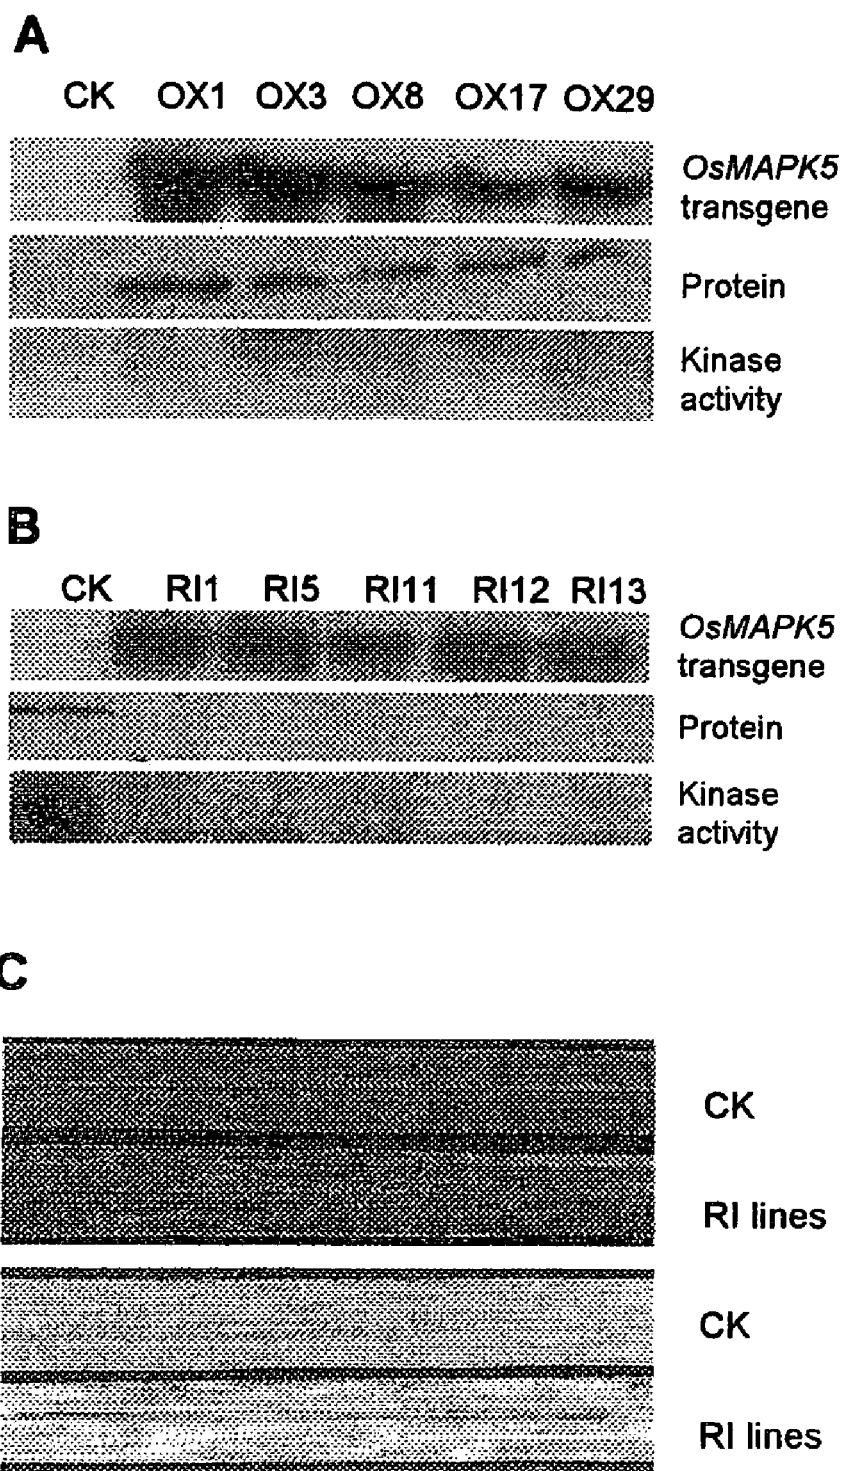 A
CK OX1 OX3 OX8 OX17 OX29
OsMAPK5
transgene
Protein
Kinase
activity
B
CK RI1 RI5 RI11 RI12 RI13
OsMAPK5
transgene
Protein
Kinase
activity
C
CK
RI lines
CK
RI lines